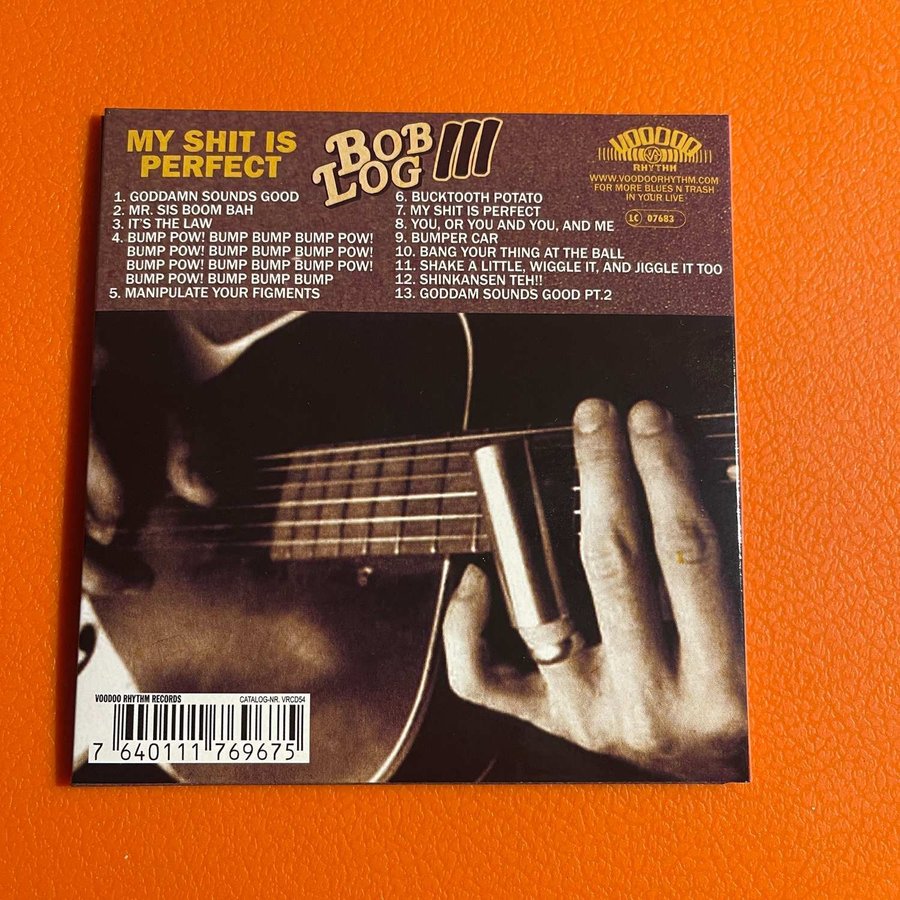 MY SHIT IS
PERFECT
BOB
LOG III
VOODOO
RHYTHM
WWW.VOODOORHYTHM.COM
FOR MORE BLUES N TRASH
IN YOUR LIVE
LC 07683
1. GODDAMN SOUNDS GOOD
2. MR. SIS BOOM BAH
3. IT'S THE LAW
4. BUMP POW! BUMP BUMP BUMP POW!
BUMP POW! BUMP BUMP BUMP POW!
BUMP POW! BUMP BUMP BUMP POW!
BUMP POW! BUMP BUMP BUMP
5. MANIPULATE YOUR FIGMENTS
6. BUCKTOOTH POTATO
7. MY SHIT IS PERFECT
8. YOU, OR YOU AND YOU, AND ME
9. BUMPER CAR
10. BANG YOUR THING AT THE BALL
11. SHAKE A LITTLE, WIGGLE IT, AND JIGGLE IT TOO
12. SHINKANSEN TEH!!
13. GODDAM SOUNDS GOOD PT.2
VOODOO RHYTHM RECORDS CATALOG-NR. VRCD54
7 640111 769675